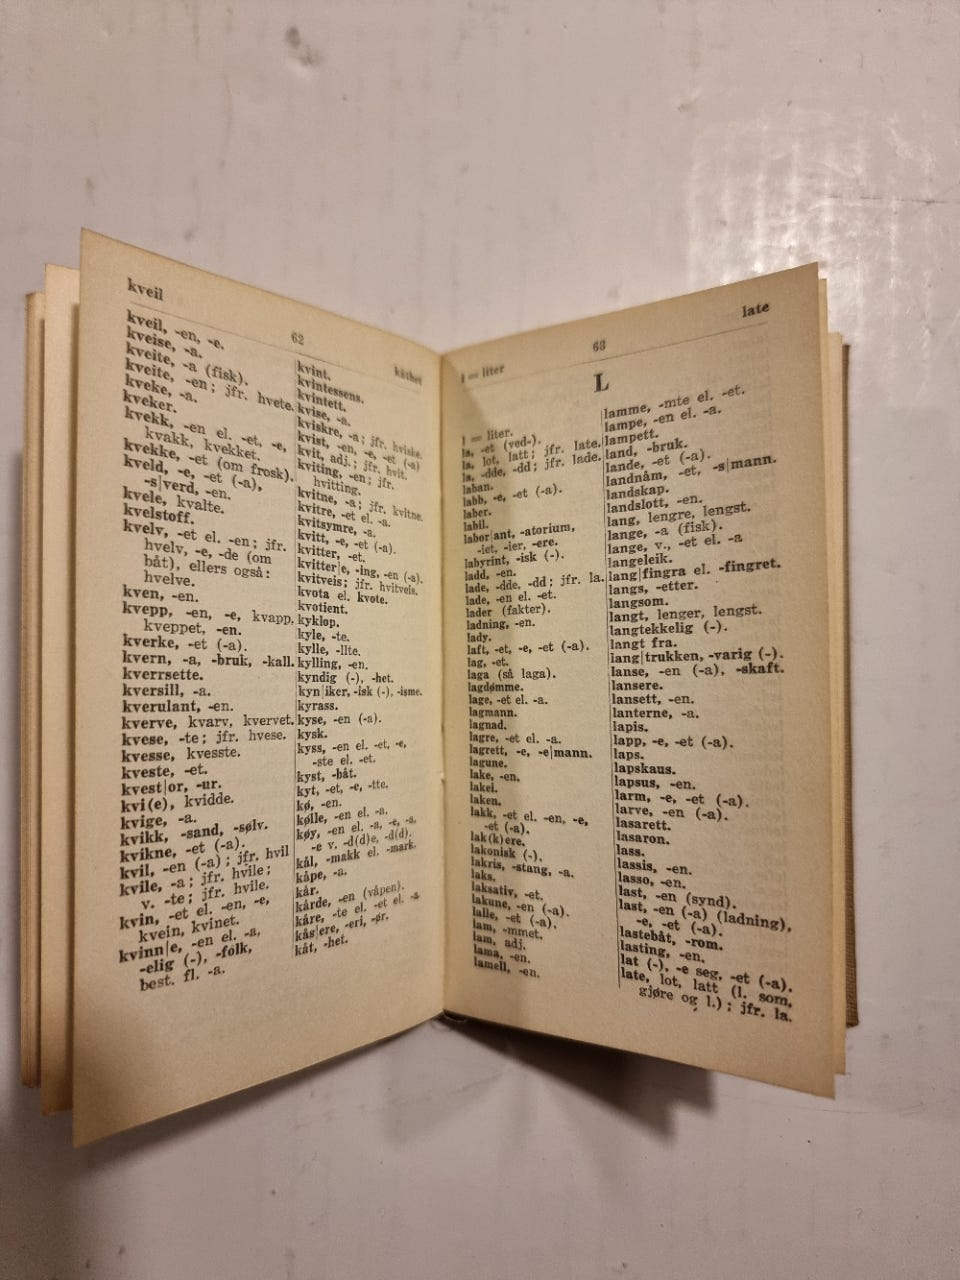 kveil
62
kåthet
kveil, -en, -e.
kveise, -a.
kveite, -a (fisk).
kveite, -en; jfr. hvete.
kveke, -a.
kveker.
kvekk, -en el. -et, -e,
kvakk, kvekket.
kvekke, -et (om frosk).
kveld, -e, -et (-a),
-s|verd, -en.
kvele, kvalte.
kvelstoff.
kvelv, -et el. -en; jfr.
hvelv, -e, -de (om
båt), ellers også:
hvelve.
kven, -en.
kvepp, -en, -e, kvapp,
kveppet, -en.
kverke, -et (-a).
kvern, -a, -bruk, -kall.
kverrsette.
kversill, -a.
kverulant, -en.
kverve, kvarv, kvervet.
kvese, -te; jfr. hvese.
kvesse, kvesste.
kveste, -et.
kvest|or, -ur.
kvi(e), kvidde.
kvige, -a.
kvikk, -sand, -sølv.
kvikne, -et (-a).
kvil, -en (-a); jfr. hvil
kvile, -a; jfr. hvile;
v. -te; jfr. hvile.
kvin, -et el. -en, -e,
kvein, kvinet.
kvinn|e, -en el. -a,
-elig (-), -folk,
best. fl. -a.
kvint.
kvintessens.
kvintett.
kvise, -a.
kviskre, -a; jfr. hviske.
kvist, -en, -e, -et (-a)
kvit, adj.; jfr. hvit.
kviting, -en; jfr.
hvitting.
kvitne, -a; jfr. kvitne.
kvitre, -et el. -a.
kvitsymre, -a.
kvitt, -e, -et (-a).
kvitter, -et.
kvitter|e, -ing, -en (-a).
kvitveis; jfr. hvitveis.
kvota el. kvote.
kvotient.
kyklop.
kyle, -te.
kylle, -llte.
kylling, -en.
kyndig (-), -het.
kyn|iker, -isk (-), -isme.
kyrass.
kyse, -en (-a).
kysk.
kyss, -en el. -et, -e,
-ste el. -et.
kyst, -båt.
kyt, -et, -e, -tte.
kø, -en.
kølle, -en el. -a.
køy, -en el. -a, -e, -a,
-e v. -d(d)e, -d(d).
kål, -makk el. -mark.
kåpe, -a.
kår.
kårde, -en (våpen).
kåre, -te el. -et el. -a
kås|ere, -eri, -ør.
kåt, -het.
l = liter
63
late
L
l = liter.
la, -et (ved-).
la, lot, latt; jfr. late.
la, -dde, -dd; jfr. lade.
laban.
labb, -e, -et (-a).
laber.
labil.
labor|ant, -atorium,
-iet, -ier, -ere.
labyrint, -isk (-).
ladd, -en.
lade, -dde, -dd; jfr. la.
lade, -en el. -et.
lader (fakter).
ladning, -en.
lady.
laft, -et, -e, -et (-a).
lag, -et.
laga (så laga).
lagdømme.
lage, -et el. -a.
lagmann.
lagnad.
lagre, -et el. -a.
lagrett, -e, -e|mann.
lagune.
lake, -en.
lakei.
laken.
lakk, -et el. -en, -e,
-et (-a).
lak(k)ere.
lakonisk (-).
lakris, -stang, -a.
laks.
laksativ, -et.
lakune, -en (-a).
lalle, -et (-a).
lam, -mmet.
lam, adj.
lama, -en.
lamell, -en.
lamme, -mte el. -et.
lampe, -en el. -a.
lampett.
land, -bruk.
lande, -et (-a).
landnåm, -et, -s|mann.
landskap.
landslott, -en.
lang, lengre, lengst.
lange, -a (fisk).
lange, v., -et el. -a
langeleik.
lang|fingra el. -fingret.
langs, -etter.
langsom.
langt, lenger, lengst.
langtekkelig (-).
langt fra.
lang|trukken, -varig (-).
lanse, -en (-a), -skaft.
lansere.
lansett, -en.
lanterne, -a.
lapis.
lapp, -e, -et (-a).
laps.
lapskaus.
lapsus, -en.
larm, -e, -et (-a).
larve, -en (-a).
lasarett.
lasaron.
lass.
lassis, -en.
lasso, -en.
last, -en (synd).
last, -en (-a) (ladning),
-e, -et (-a).
lastebåt, -rom.
lasting, -en.
lat (-), -e seg, -et (-a).
late, lot, latt (l. som,
gjøre og l.); jfr. la.